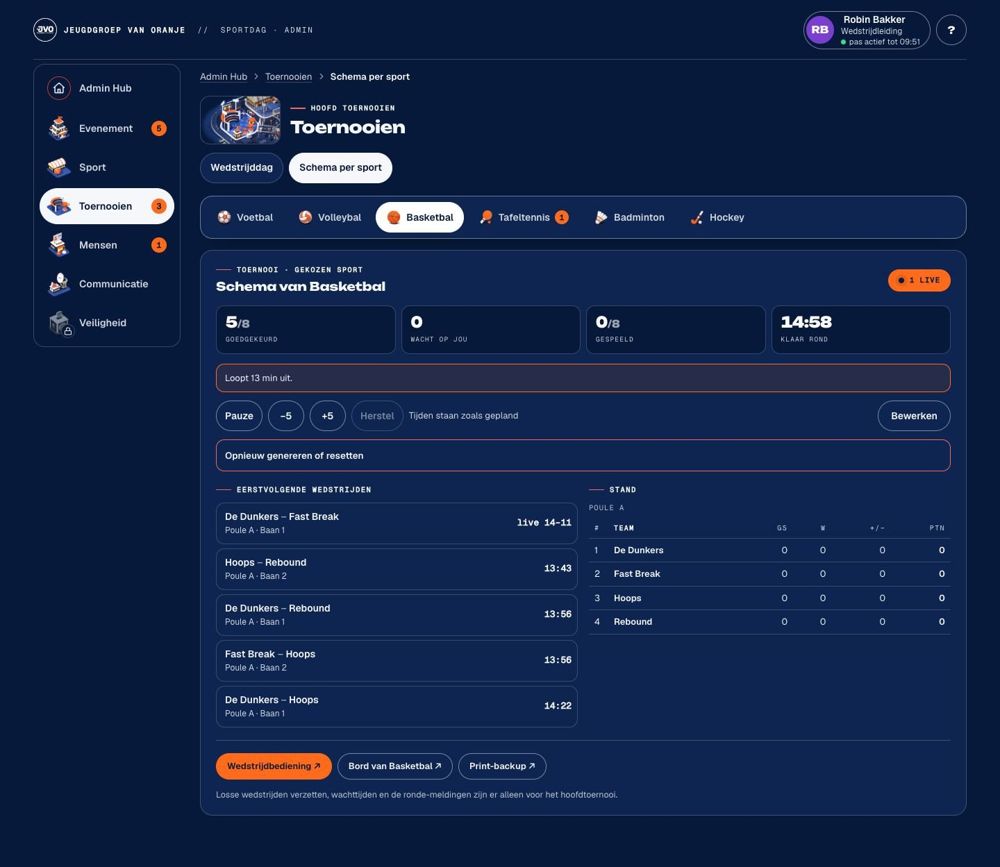 JVO JEUGDGROEP VAN ORANJE // SPORTDAG · ADMIN
RB Robin Bakker
Wedstrijdleiding
pas actief tot 09:51
?
Admin Hub
Evenement 5
Sport
Toernooien 3
Mensen 1
Communicatie
Veiligheid
Admin Hub > Toernooien > Schema per sport
HOOFD TOERNOOIEN
Toernooien
Wedstrijddag Schema per sport
Voetbal Volleybal Basketbal Tafeltennis 1 Badminton Hockey
TOERNOOI · GEKOZEN SPORT
Schema van Basketbal
1 LIVE
5/8
GOEDGEKEURD
0
WACHT OP JOU
0/8
GESPEELD
14:58
KLAAR ROND
Loopt 13 min uit.
Pauze −5 +5 Herstel Tijden staan zoals gepland Bewerken
Opnieuw genereren of resetten
EERSTVOLGENDE WEDSTRIJDEN
De Dunkers – Fast Break
Poule A · Baan 1
live 14–11
Hoops – Rebound
Poule A · Baan 2
13:43
De Dunkers – Rebound
Poule A · Baan 1
13:56
Fast Break – Hoops
Poule A · Baan 2
13:56
De Dunkers – Hoops
Poule A · Baan 1
14:22
STAND
POULE A
# TEAM GS W +/− PTN
1 De Dunkers 0 0 0 0
2 Fast Break 0 0 0 0
3 Hoops 0 0 0 0
4 Rebound 0 0 0 0
Wedstrijdbediening ↗ Bord van Basketbal ↗ Print-backup ↗
Losse wedstrijden verzetten, wachttijden en de ronde-meldingen zijn er alleen voor het hoofdtoernooi.